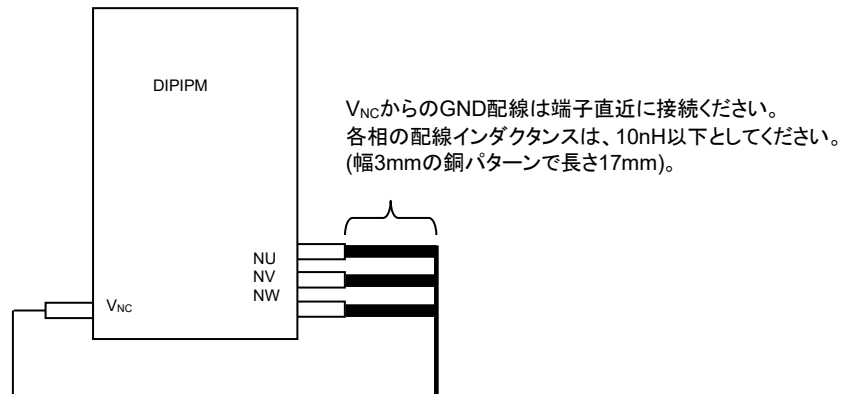 DIPIPM
VNCからのGND配線は端子直近に接続ください。
各相の配線インダクタンスは、10nH以下としてください。
(幅3mmの銅パターンで長さ17mm)。
NU
NV
NW
VNC